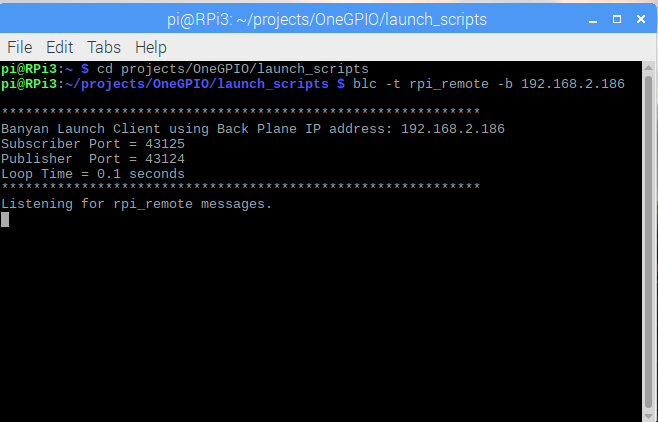 pi@RPi3: ~/projects/OneGPIO/launch_scripts
File Edit Tabs Help
pi@RPi3:~ $ cd projects/OneGPIO/launch_scripts
pi@RPi3:~/projects/OneGPIO/launch_scripts $ blc -t rpi_remote -b 192.168.2.186
************************************************************
Banyan Launch Client using Back Plane IP address: 192.168.2.186
Subscriber Port = 43125
Publisher  Port = 43124
Loop Time = 0.1 seconds
************************************************************
Listening for rpi_remote messages.